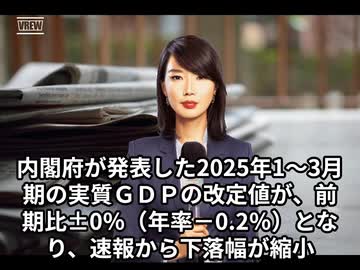 VREW
内閣府が発表した2025年1〜3月
期の実質ＧＤＰの改定値が、前
期比±0％（年率－0.2％）とな
り、速報から下落幅が縮小